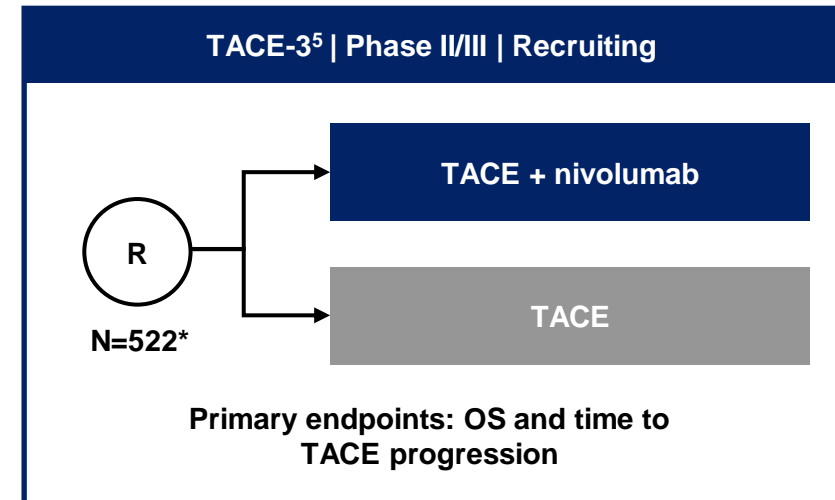 TACE-3⁵ | Phase II/III | Recruiting
TACE + nivolumab
R
N=522*
TACE
Primary endpoints: OS and time to
TACE progression